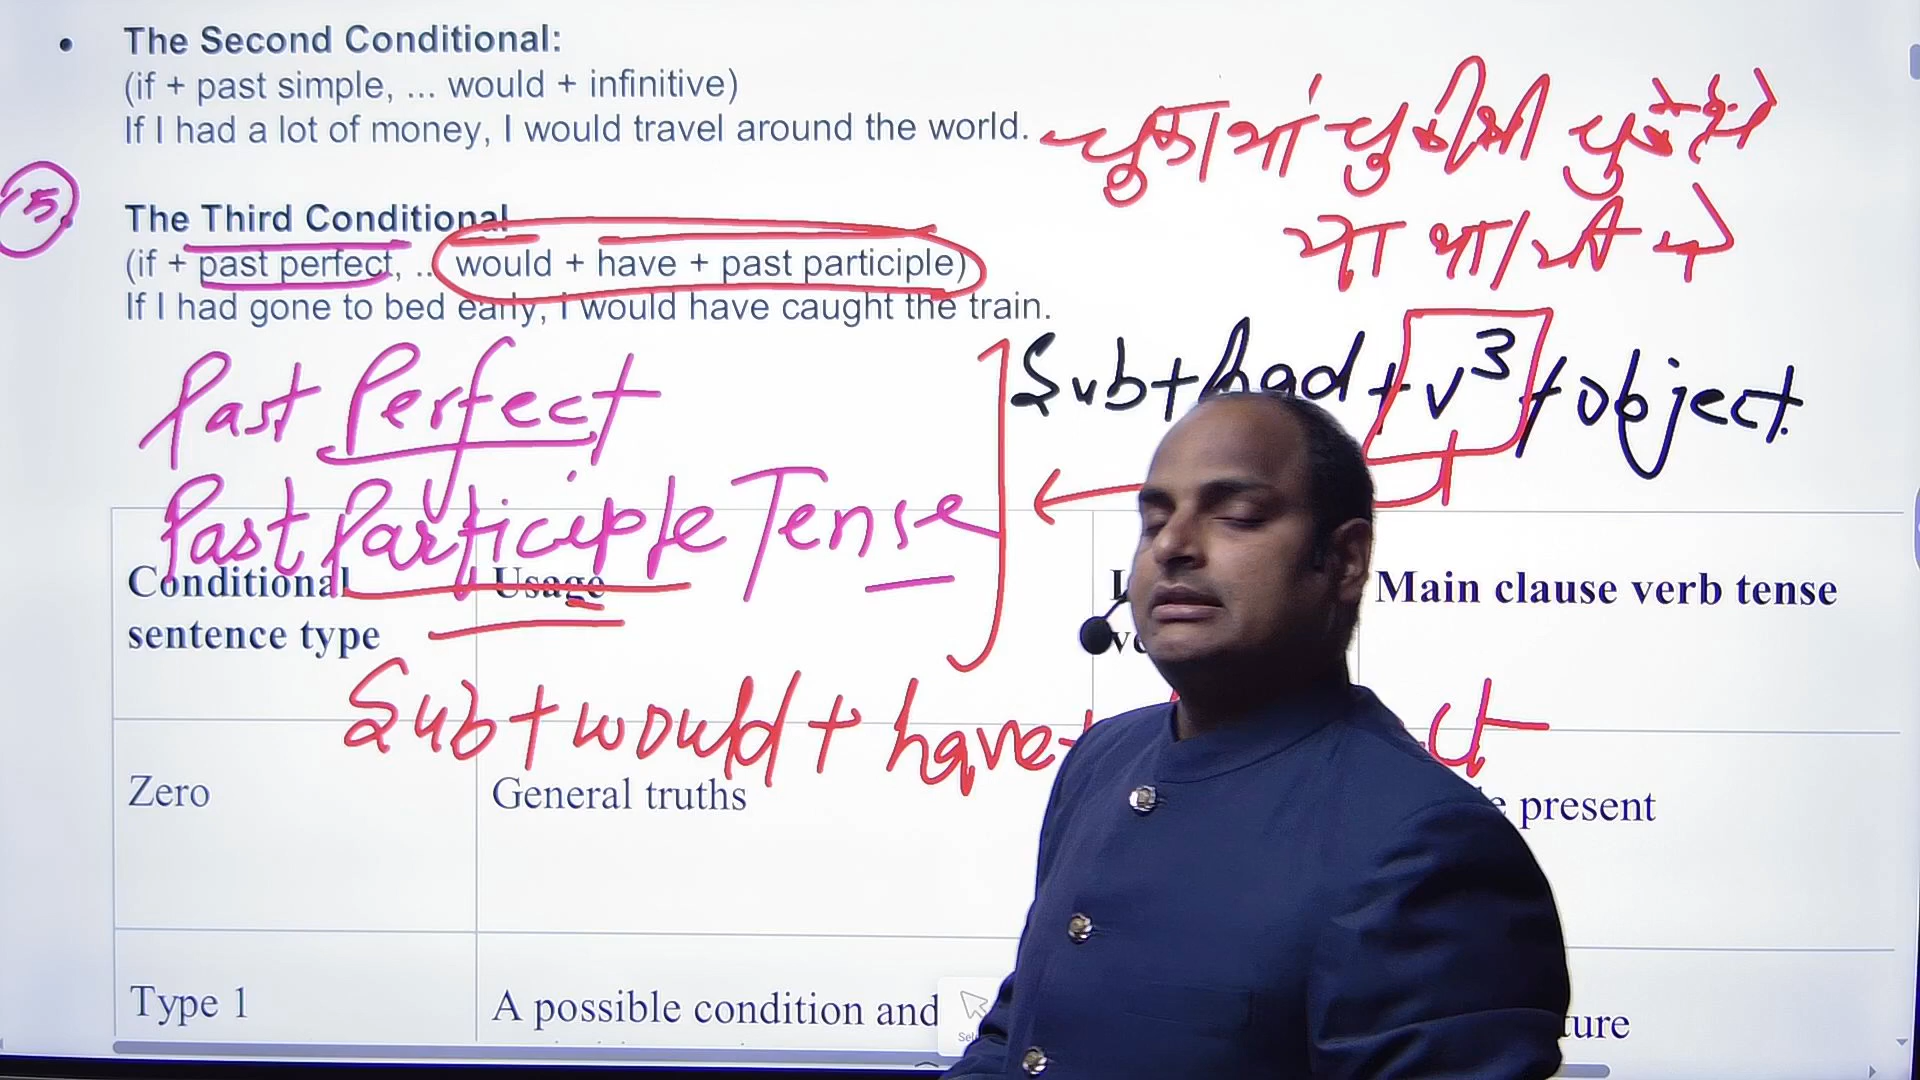 • The Second Conditional:
(if + past simple, ... would + infinitive)
If I had a lot of money, I would travel around the world.
चुका था चुकी थी चुके थे
या था / थी थे
5
The Third Conditional
(if + past perfect, .. would + have + past participle)
If I had gone to bed early, I would have caught the train.
Sub + had + v3 + object.
Past Perfect
Past Participle Tense
Conditional sentence type Usage Main clause verb tense
Sub + would + have +
Zero General truths present
Type 1 A possible condition and